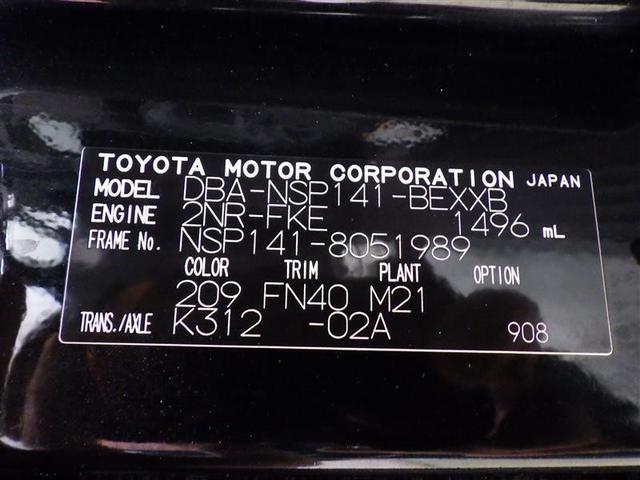 TOYOTA MOTOR CORPORATION JAPAN
MODEL DBA-NSP141-BEXXB
ENGINE 2NR-FKE 1496 mL
FRAME No. NSP141-8051989
COLOR TRIM PLANT OPTION
209 FN40 M21
TRANS./AXLE K312 -02A 908